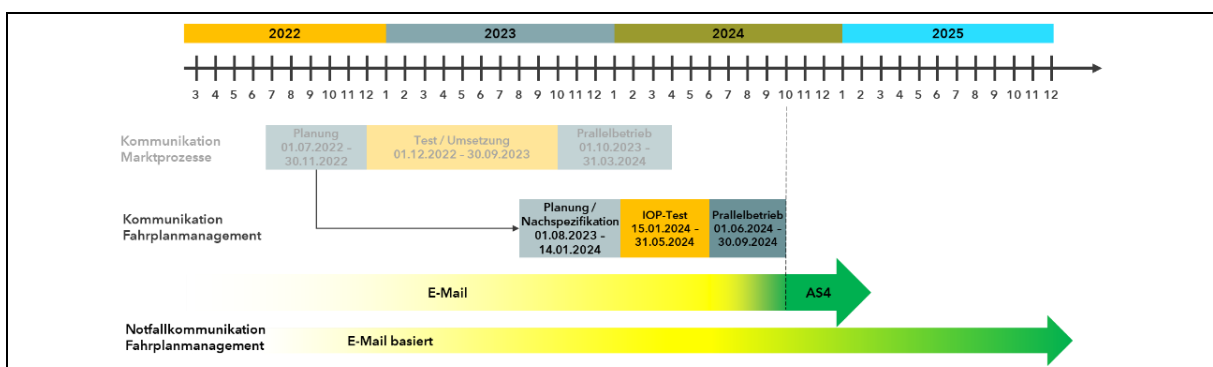 2022 2023 2024 2025
3 4 5 6 7 8 9 10 11 12 1 2 3 4 5 6 7 8 9 10 11 12 1 2 3 4 5 6 7 8 9 10 11 12 1 2 3 4 5 6 7 8 9 10 11 12
Kommunikation
Marktprozesse
Planung
01.07.2022 –
30.11.2022
Test / Umsetzung
01.12.2022 – 30.09.2023
Prallelbetrieb
01.10.2023 –
31.03.2024
Kommunikation
Fahrplanmanagement
Planung /
Nachspezifikation
01.08.2023 –
14.01.2024
IOP-Test
15.01.2024 –
31.05.2024
Prallelbetrieb
01.06.2024 –
30.09.2024
E-Mail
AS4
Notfallkommunikation
Fahrplanmanagement
E-Mail basiert